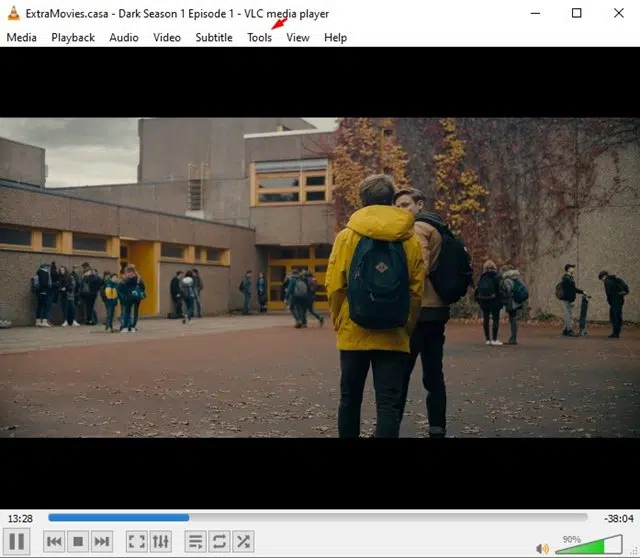 ExtraMovies.casa - Dark Season 1 Episode 1 - VLC media player
Media Playback Audio Video Subtitle Tools View Help
13:28 -38:04
90%